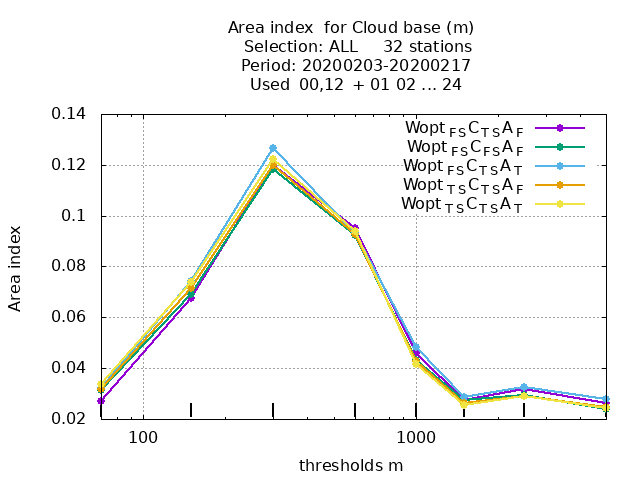 Area index for Cloud base (m)
Selection: ALL 32 stations
Period: 20200203-20200217
Used 00,12 + 01 02 ... 24
0.14
0.12
0.1
0.08
0.06
0.04
0.02
Area index
Wopt FS C TS A F
Wopt FS C FS A F
Wopt FS C TS A T
Wopt TS C TS A F
Wopt TS C TS A T
100
1000
thresholds m